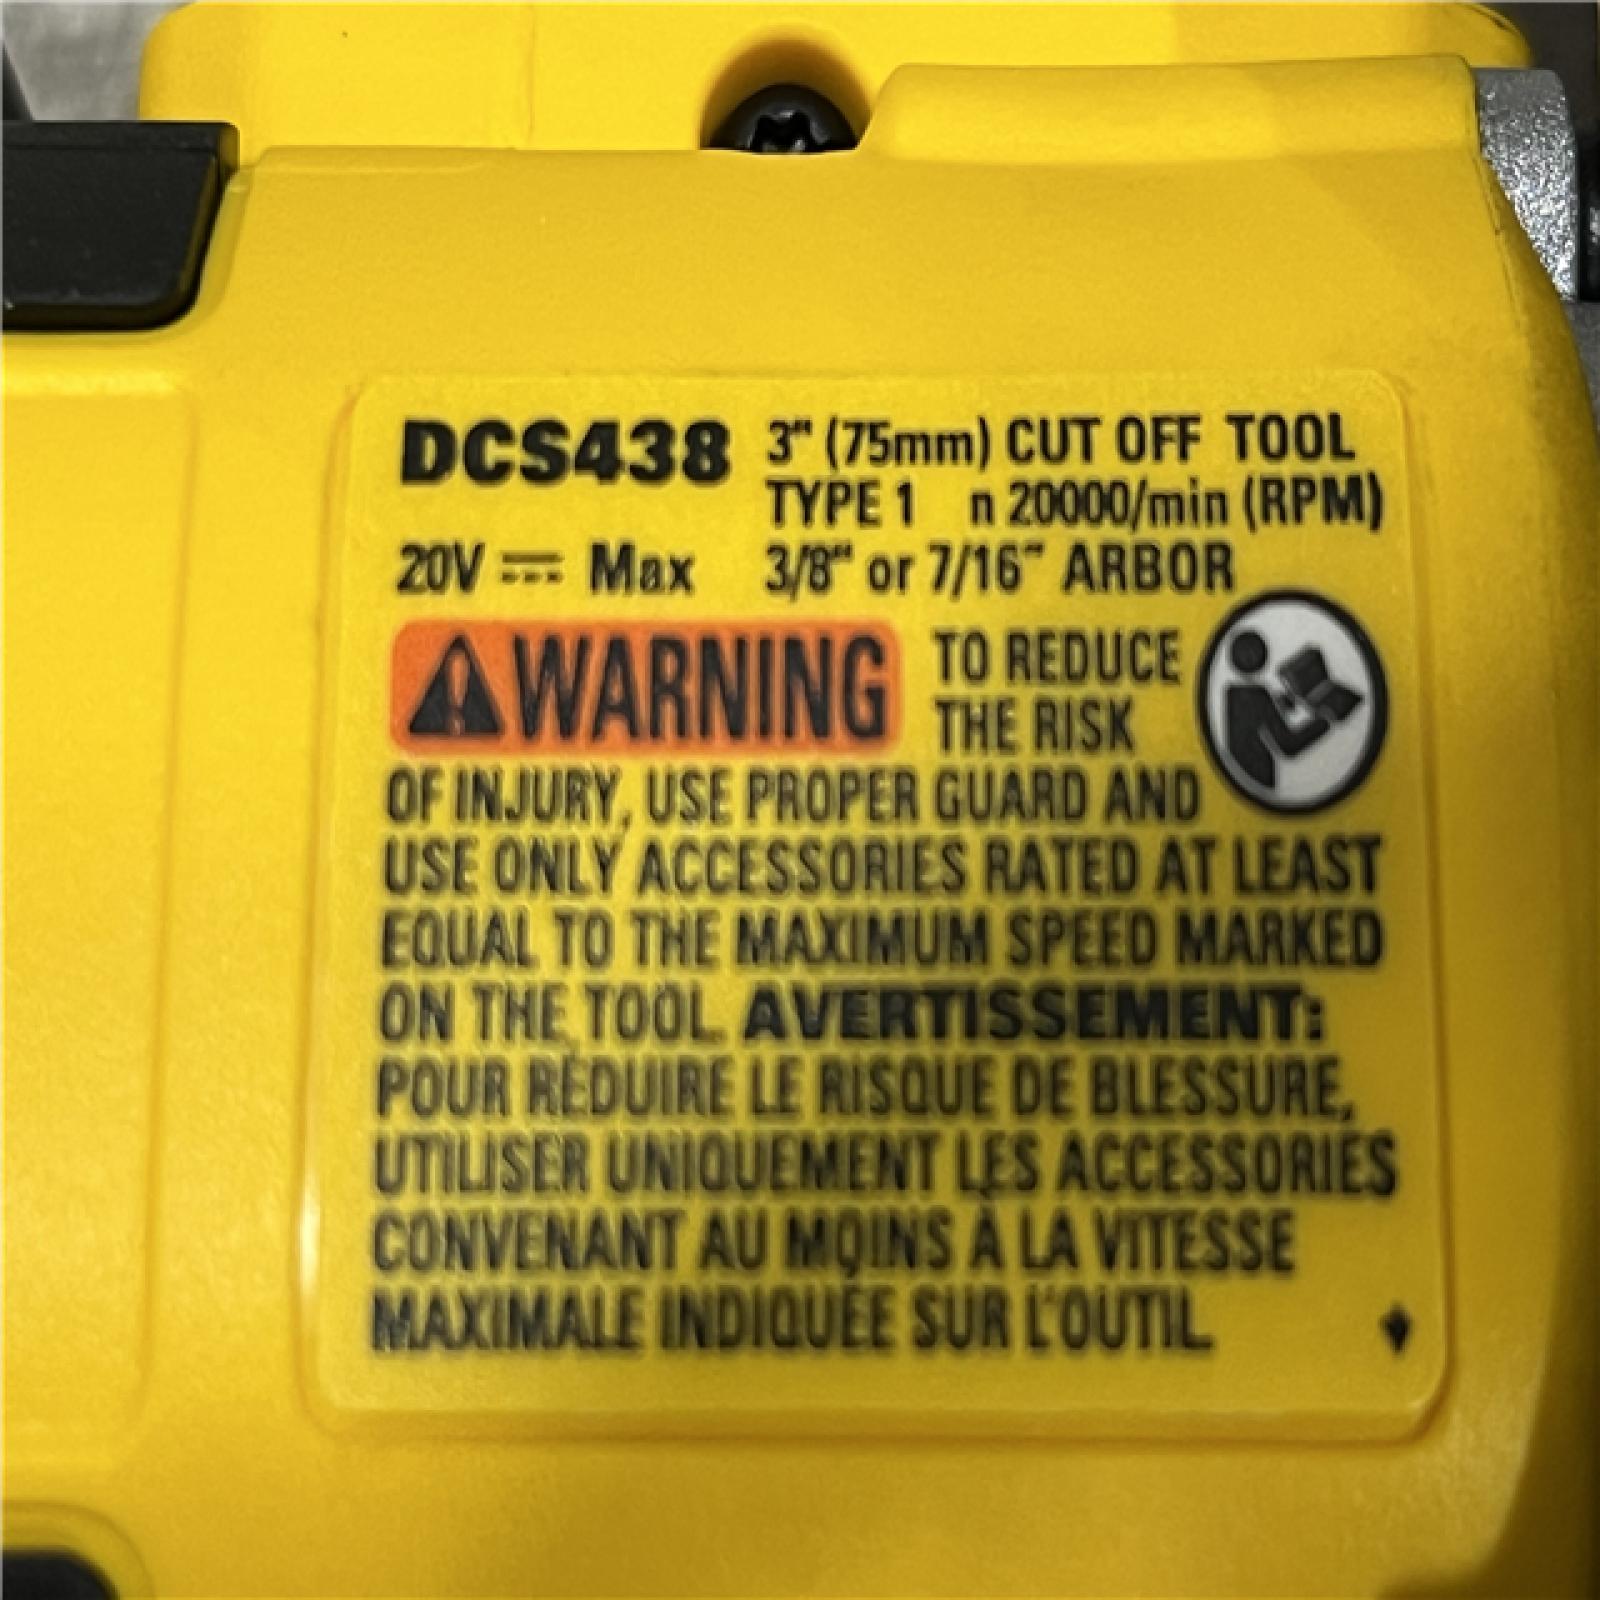 DCS438 3" (75mm) CUT OFF TOOL
TYPE 1 n 20000/min (RPM)
20V ⎓ Max 3/8" or 7/16" ARBOR
WARNING TO REDUCE
THE RISK
OF INJURY, USE PROPER GUARD AND
USE ONLY ACCESSORIES RATED AT LEAST
EQUAL TO THE MAXIMUM SPEED MARKED
ON THE TOOL. AVERTISSEMENT:
POUR RÉDUIRE LE RISQUE DE BLESSURE,
UTILISER UNIQUEMENT LES ACCESSORIES
CONVENANT AU MOINS À LA VITESSE
MAXIMALE INDIQUÉE SUR L'OUTIL.